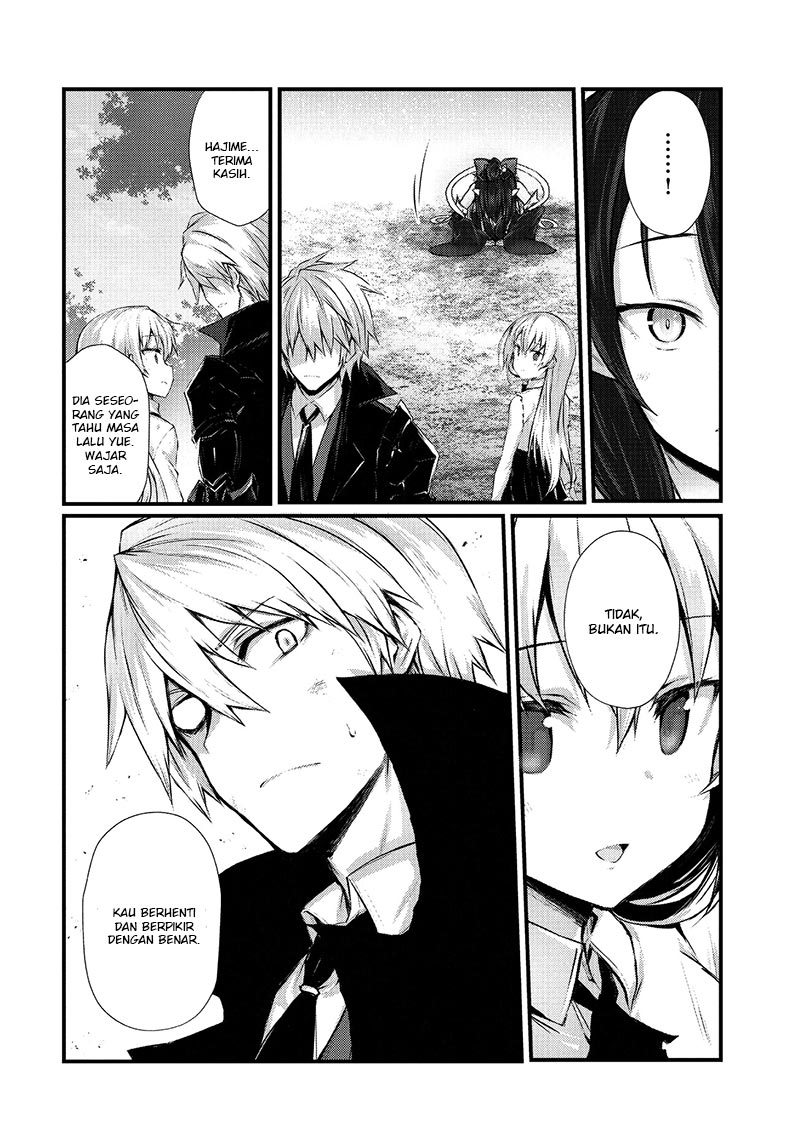 .......!
HAJIME...
TERIMA
KASIH.
DIA SESEO-
RANG YANG
TAHU MASA
LALU YUE.
WAJAR
SAJA.
TIDAK,
BUKAN ITU.
KAU BERHENTI
DAN BERPIKIR
DENGAN BENAR.